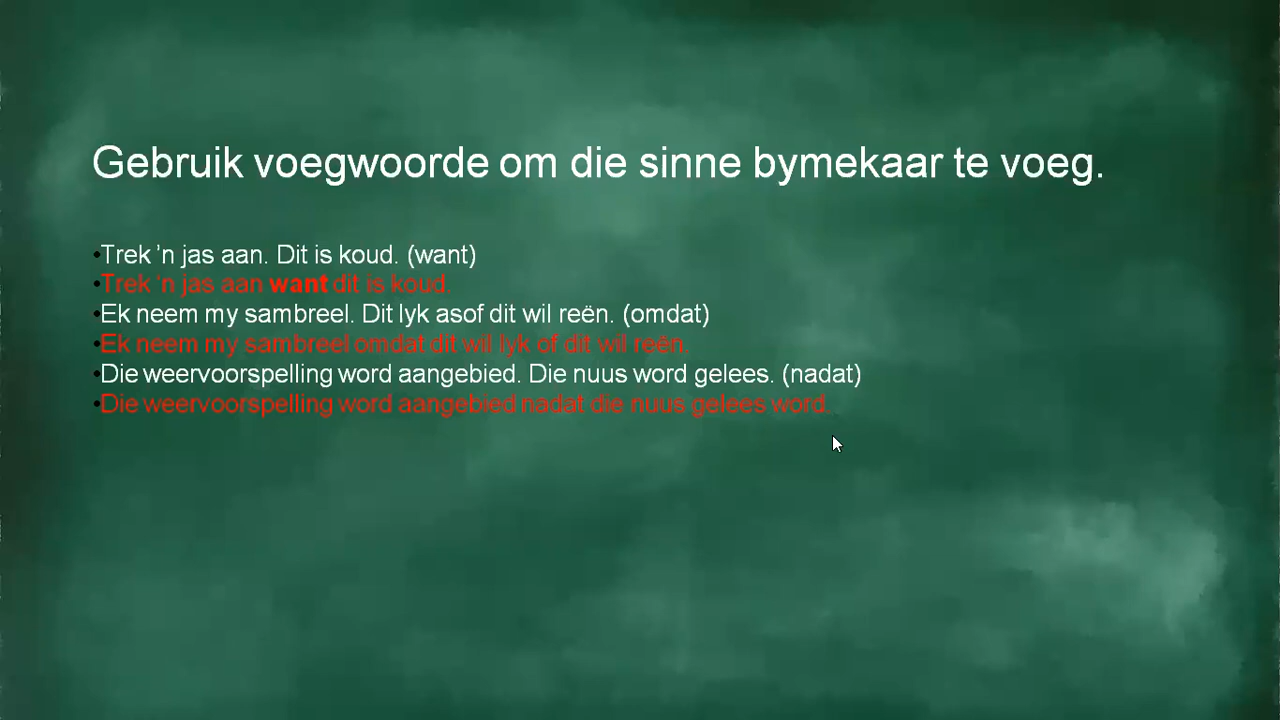 Gebruik voegwoorde om die sinne bymekaar te voeg.
•Trek ’n jas aan. Dit is koud. (want)
•Trek ’n jas aan want dit is koud.
•Ek neem my sambreel. Dit lyk asof dit wil reën. (omdat)
•Ek neem my sambreel omdat dit wil lyk of dit wil reën.
•Die weervoorspelling word aangebied. Die nuus word gelees. (nadat)
•Die weervoorspelling word aangebied nadat die nuus gelees word.